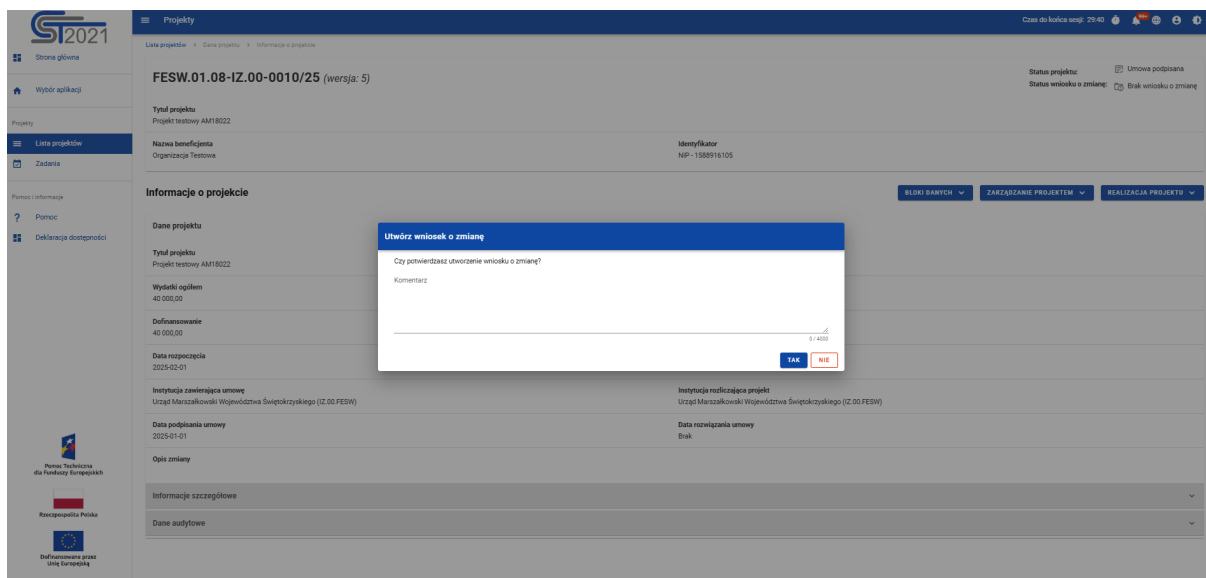 ST2021
Strona główna
Wybór aplikacji
Projekty
Lista projektów
Zadania
Pomoc i informacje
? Pomoc
Deklaracja dostępności
Pomoc Techniczna
dla Funduszy Europejskich
Rzeczpospolita Polska
Dofinansowane przez
Unię Europejską
Projekty
Czas do końca sesji: 29:40
99+
Lista projektów > Dane projektu > Informacje o projekcie
FESW.01.08-IZ.00-0010/25 (wersja: 5)
Status projektu: Umowa podpisana
Status wniosku o zmianę: Brak wniosku o zmianę
Tytuł projektu
Projekt testowy AM18022
Nazwa beneficjenta
Organizacja Testowa
Identyfikator
NIP - 1588916105
Informacje o projekcie
BLOKI DANYCH
ZARZĄDZANIE PROJEKTEM
REALIZACJA PROJEKTU
Dane projektu
Tytuł projektu
Projekt testowy AM18022
Wydatki ogółem
40 000,00
Dofinansowanie
40 000,00
Data rozpoczęcia
2025-02-01
Utwórz wniosek o zmianę
Czy potwierdzasz utworzenie wniosku o zmianę?
Komentarz
0 / 4000
TAK
NIE
Instytucja zawierająca umowę
Urząd Marszałkowski Województwa Świętokrzyskiego (IZ.00.FESW)
Instytucja rozliczająca projekt
Urząd Marszałkowski Województwa Świętokrzyskiego (IZ.00.FESW)
Data podpisania umowy
2025-01-01
Data rozwiązania umowy
Brak
Opis zmiany
Informacje szczegółowe
Dane audytowe